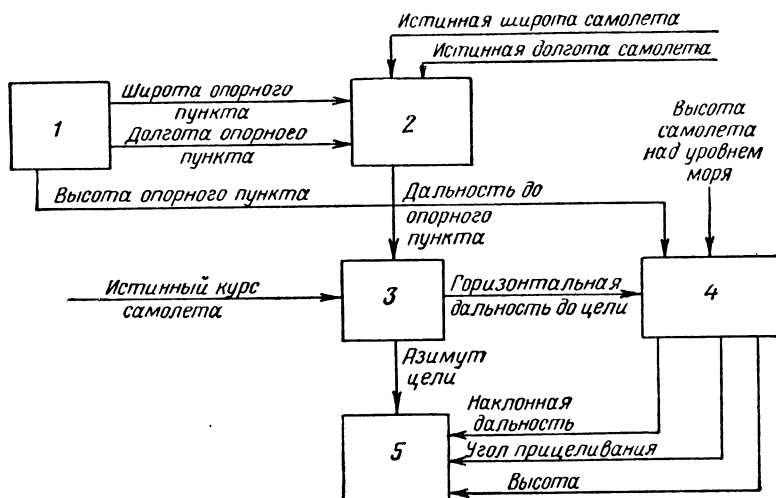 Истинная широта самолета
Истинная долгота самолета
1
Широта опорного
пункта
Долгота опорного
пункта
2
Высота
самолета
над уровнем
моря
Высота опорного пункта
Дальность до
опорного
пункта
Истинный курс
самолета
3
Горизонтальная
дальность до цели
4
Азимут
цели
Наклонная
дальность
5
Угол прицеливания
Высота